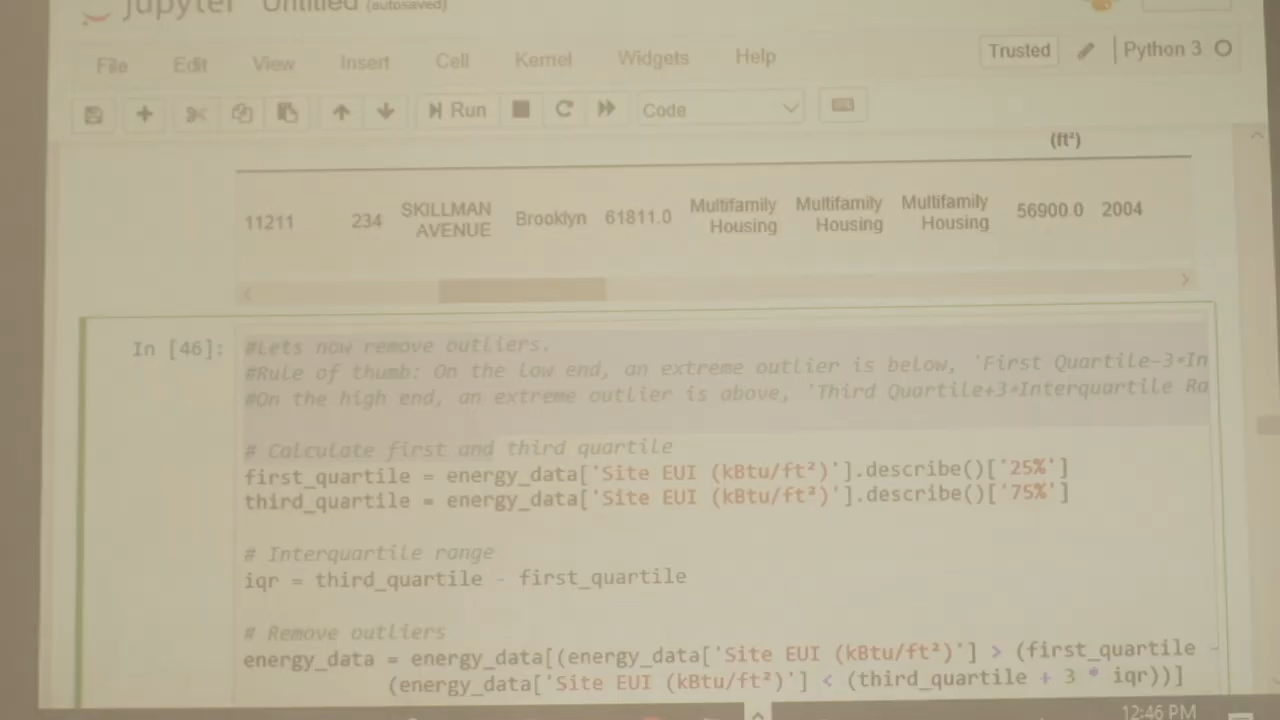 Jupyter Untitled (autosaved)
File Edit View Insert Cell Kernel Widgets Help Trusted Python 3
Run Code
(ft²)
11211 234 SKILLMAN AVENUE Brooklyn 61811.0 Multifamily Housing Multifamily Housing Multifamily Housing 56900.0 2004
In [46]:
#Lets now remove outliers.
#Rule of thumb: On the low end, an extreme outlier is below, 'First Quartile-3*In
#On the high end, an extreme outlier is above, 'Third Quartile+3*Interquartile Ra
# Calculate first and third quartile
first_quartile = energy_data['Site EUI (kBtu/ft²)'].describe()['25%']
third_quartile = energy_data['Site EUI (kBtu/ft²)'].describe()['75%']
# Interquartile range
iqr = third_quartile - first_quartile
# Remove outliers
energy_data = energy_data[(energy_data['Site EUI (kBtu/ft²)'] > (first_quartile -
(energy_data['Site EUI (kBtu/ft²)'] < (third_quartile + 3 * iqr))]
12:46 PM